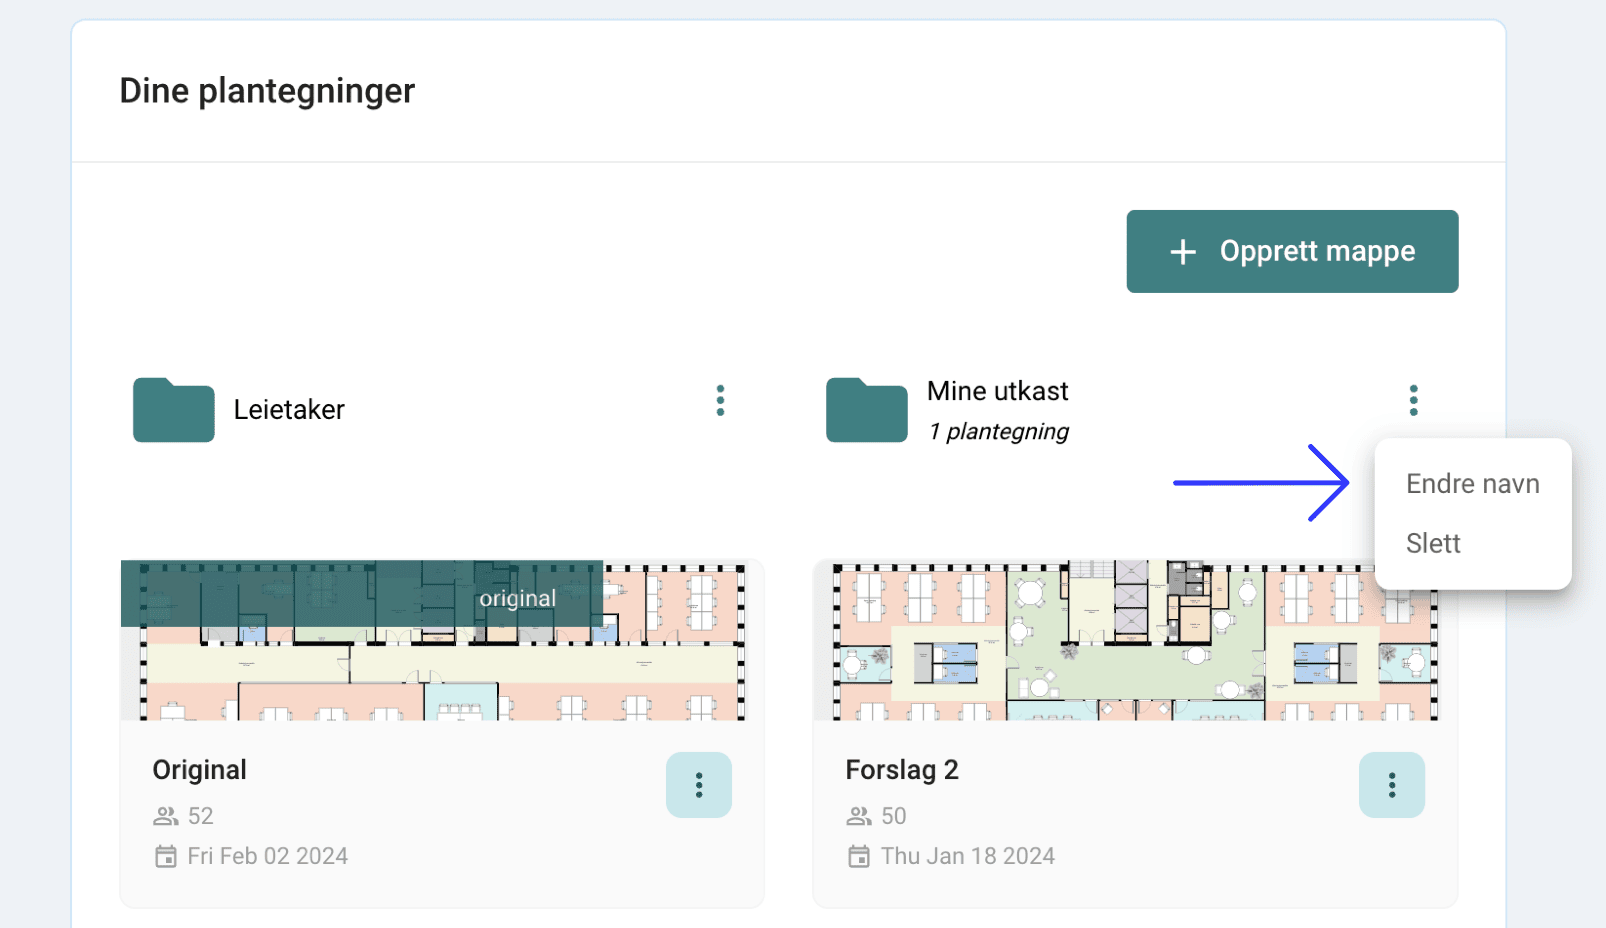 Dine plantegninger
+ Opprett mappe
Leietaker
Mine utkast
1 plantegning
Endre navn
Slett
original
Original
52
Fri Feb 02 2024
Forslag 2
50
Thu Jan 18 2024